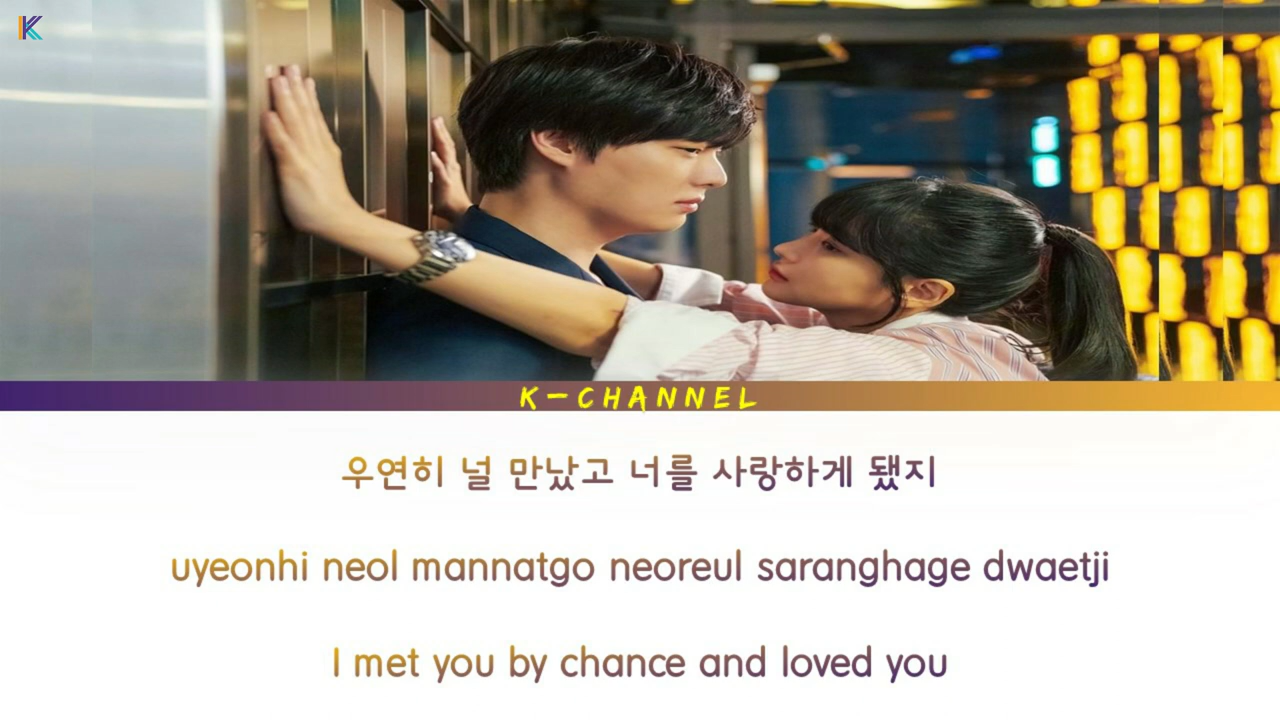 K
K-CHANNEL
우연히 널 만났고 너를 사랑하게 됐지
uyeonhi neol mannatgo neoreul saranghage dwaetji
I met you by chance and loved you